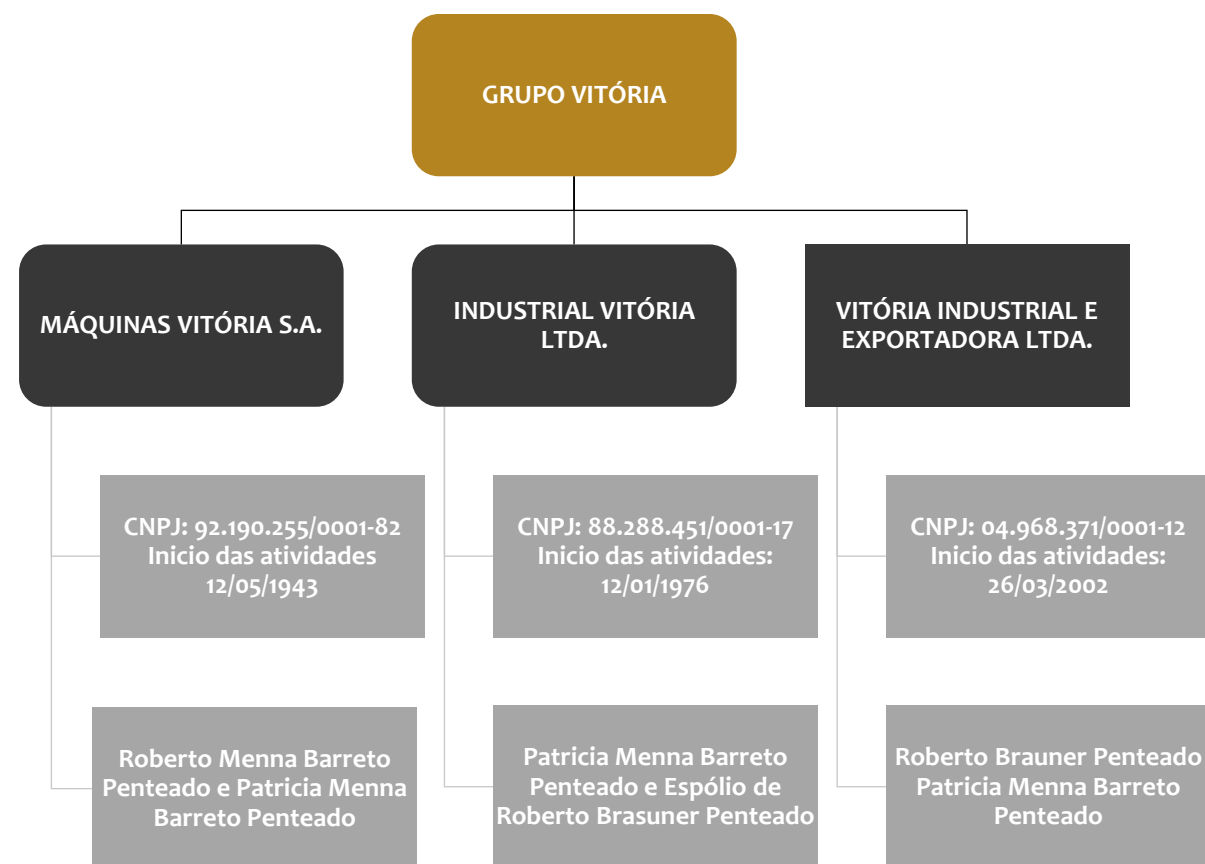 GRUPO VITÓRIA
MÁQUINAS VITÓRIA S.A.
INDUSTRIAL VITÓRIA
LTDA.
VITÓRIA INDUSTRIAL E
EXPORTADORA LTDA.
CNPJ: 92.190.255/0001-82
Inicio das atividades
12/05/1943
CNPJ: 88.288.451/0001-17
Inicio das atividades:
12/01/1976
CNPJ: 04.968.371/0001-12
Inicio das atividades:
26/03/2002
Roberto Menna Barreto
Penteado e Patricia Menna
Barreto Penteado
Patricia Menna Barreto
Penteado e Espólio de
Roberto Brasuner Penteado
Roberto Brauner Penteado
Patricia Menna Barreto
Penteado